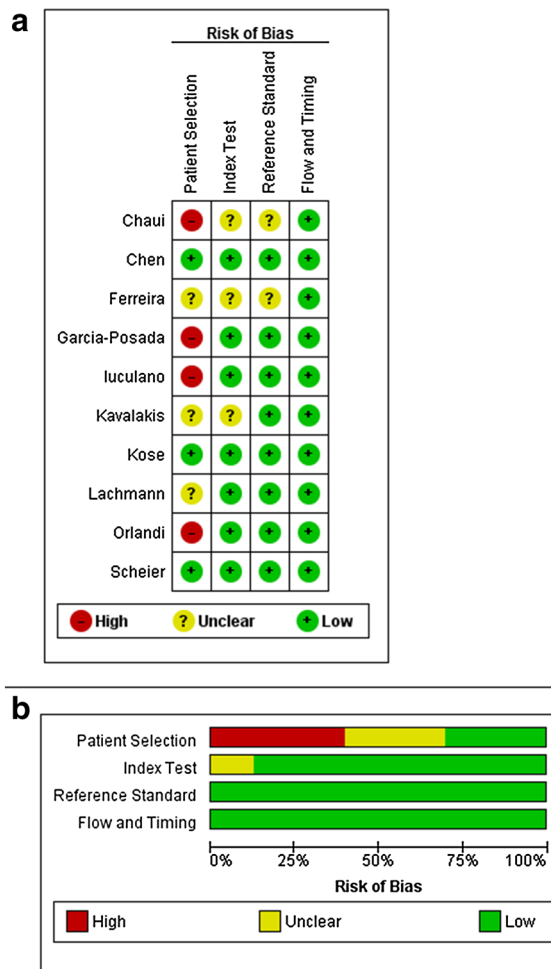 a
Risk of Bias
Patient Selection
Index Test
Reference Standard
Flow and Timing
Chaui - ? ? +
Chen + + + +
Ferreira ? ? ? +
Garcia-Posada - + + +
Iuculano - + + +
Kavalakis ? ? + +
Kose + + + +
Lachmann ? + + +
Orlandi - + + +
Scheier + + + +
- High ? Unclear + Low
b
Patient Selection
Index Test
Reference Standard
Flow and Timing
0% 25% 50% 75% 100%
Risk of Bias
High Unclear Low